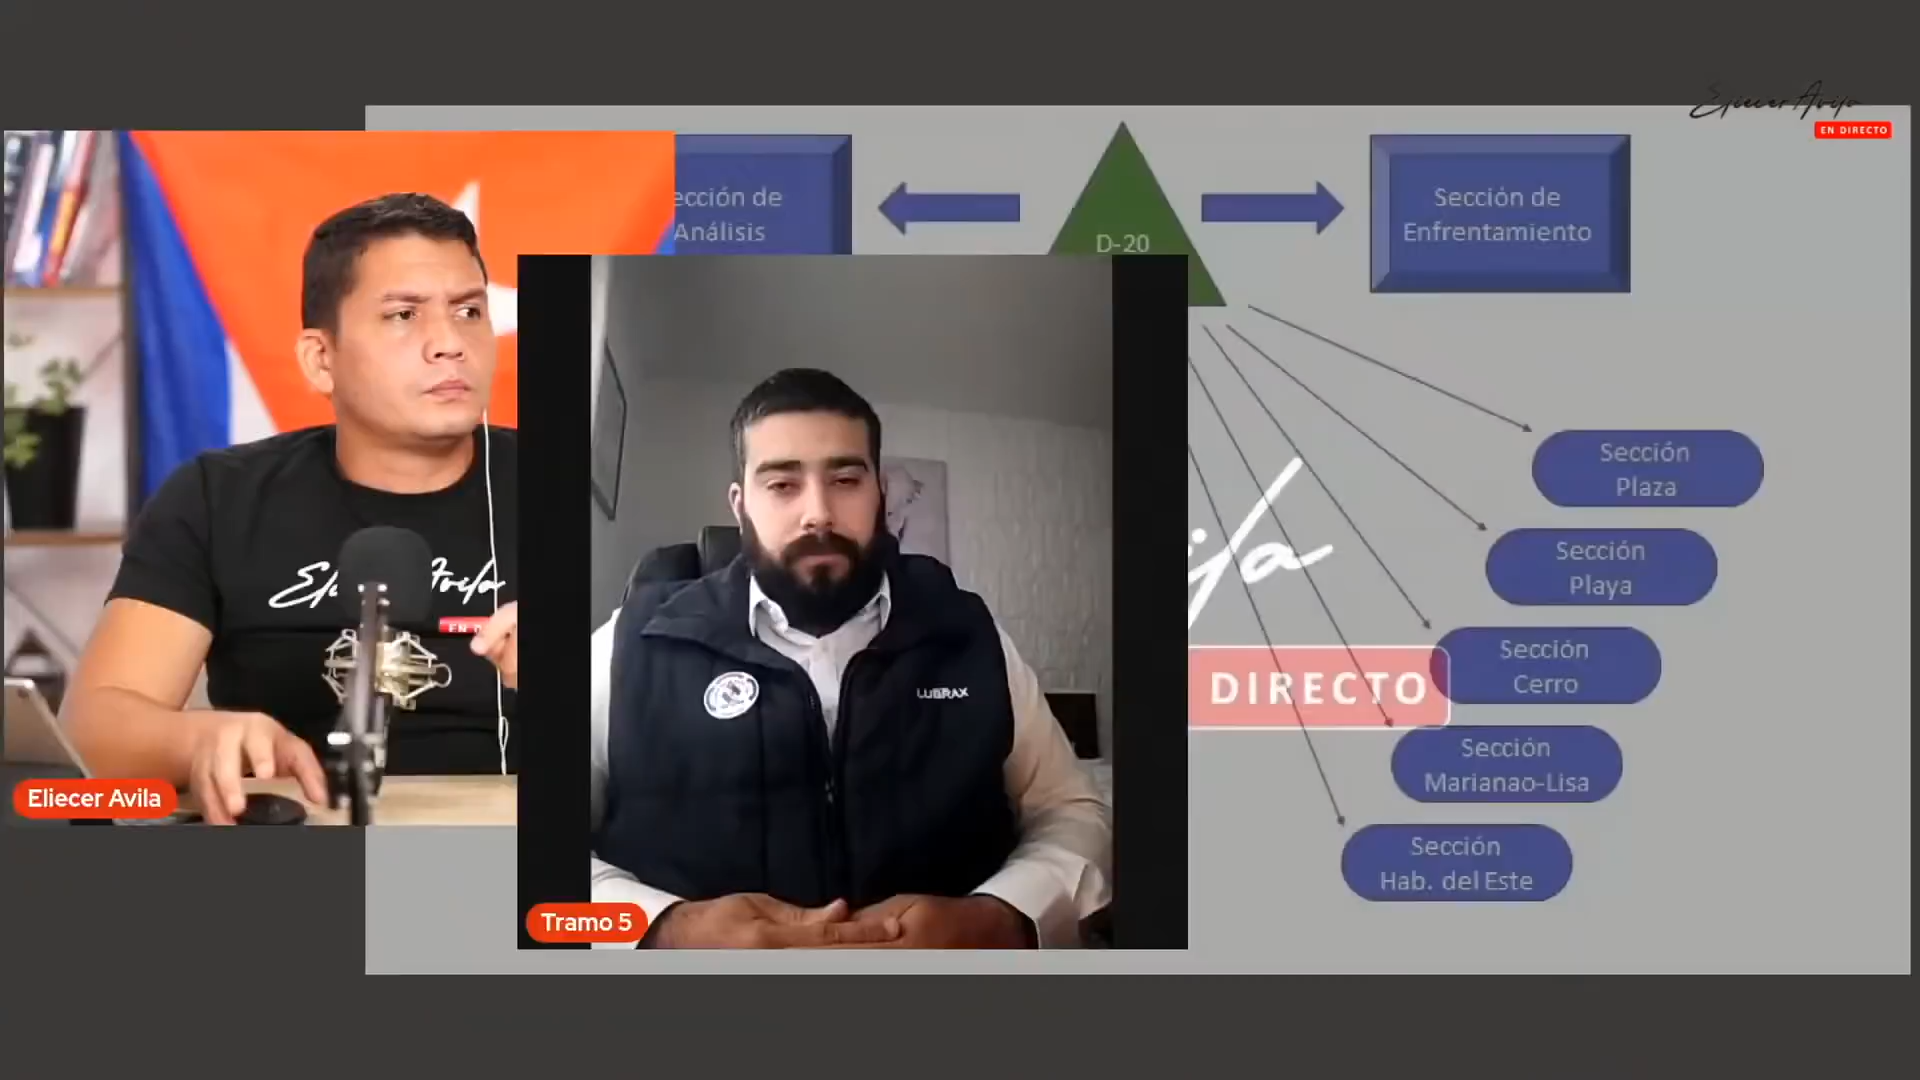 Eliecer Avila
EN DIRECTO
ección de
Análisis
D-20
Sección de
Enfrentamiento
Sección
Plaza
Sección
Playa
Sección
Cerro
Sección
Marianao-Lisa
Sección
Hab. del Este
ila
DIRECTO
LUBRAX
Eliecer Avila
Tramo 5